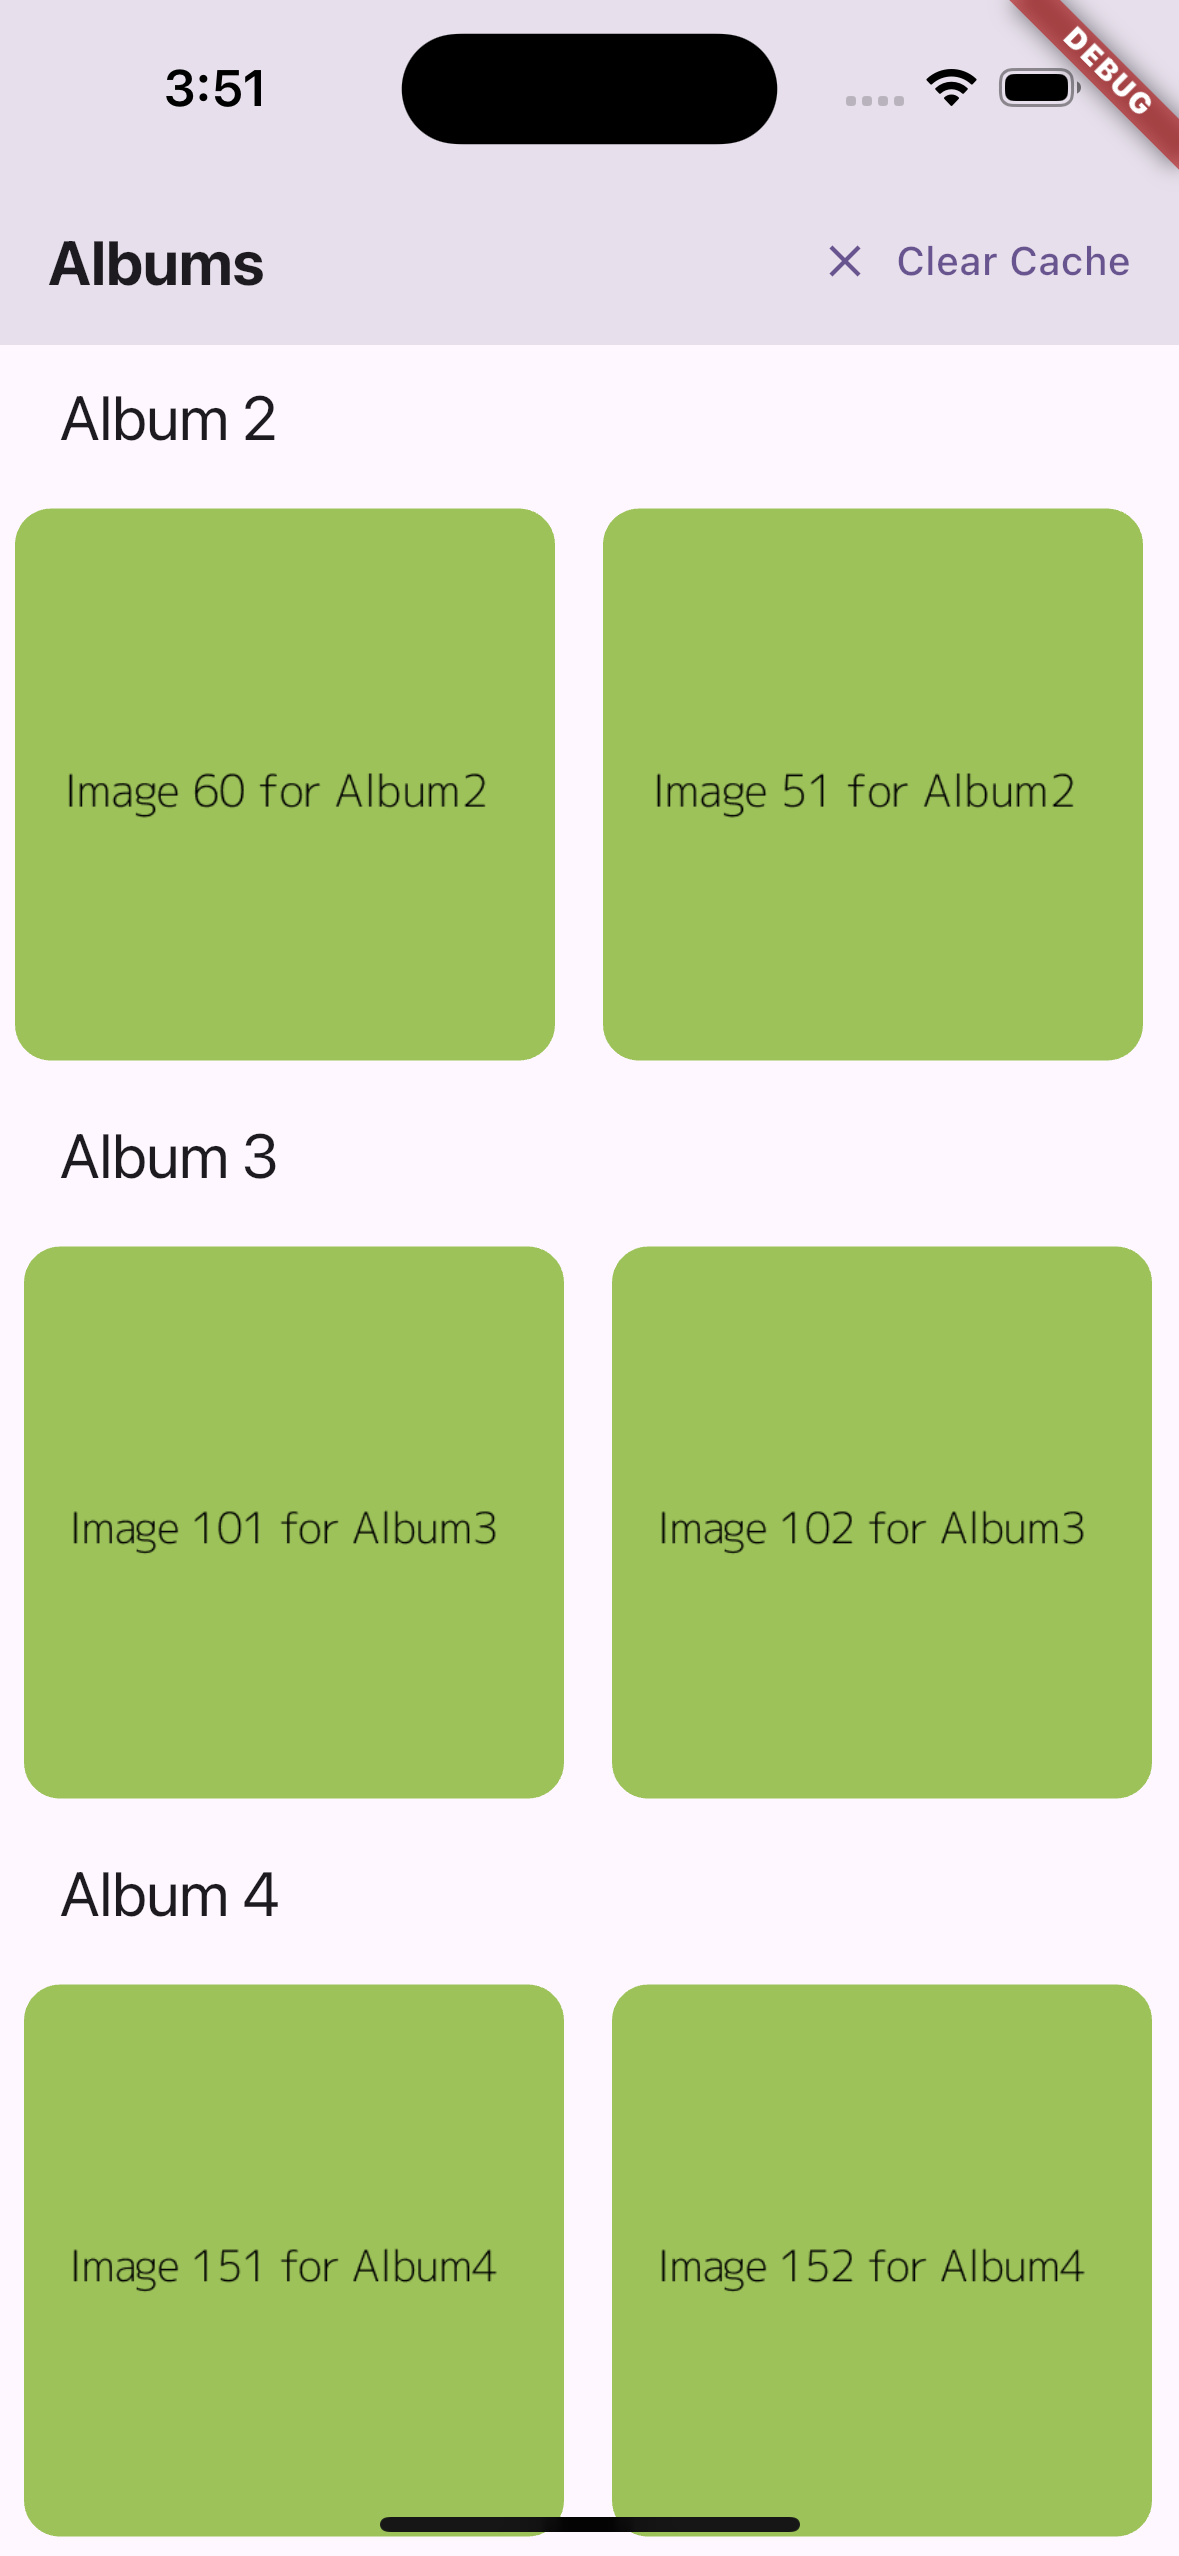 3:51
DEBUG
Albums
Clear Cache
Album 2
Image 60 for Album2
Image 51 for Album2
Album 3
Image 101 for Album3
Image 102 for Album3
Album 4
Image 151 for Album4
Image 152 for Album4